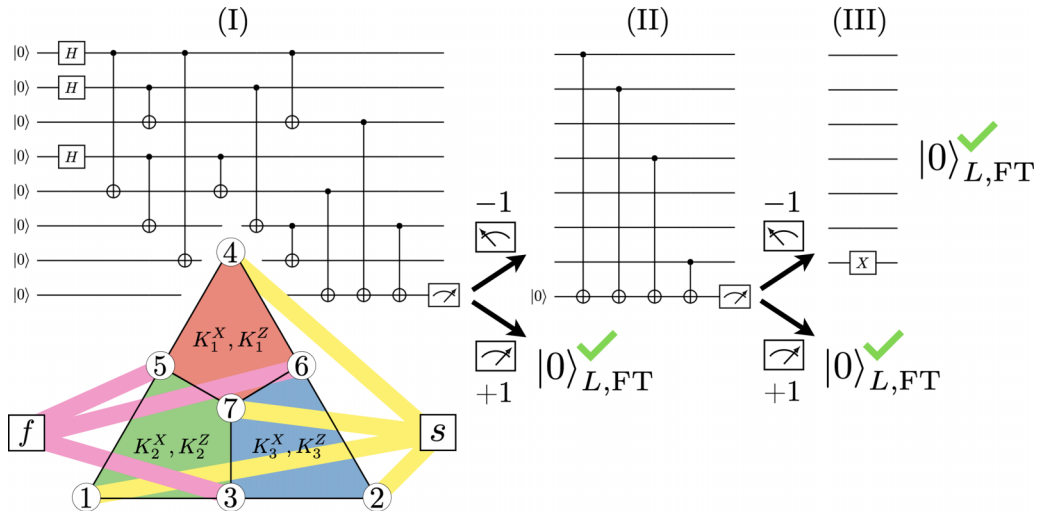 (I) (II) (III)
|0⟩ H
|0⟩ H
|0⟩
|0⟩ H
|0⟩
|0⟩
|0⟩
|0⟩
−1
+1
|0⟩L,FT
|0⟩
−1
+1
|0⟩L,FT
X
|0⟩L,FT
4
K₁ˣ, K₁ᶻ
5 6
7
f s
K₂ˣ, K₂ᶻ K₃ˣ, K₃ᶻ
1 3 2